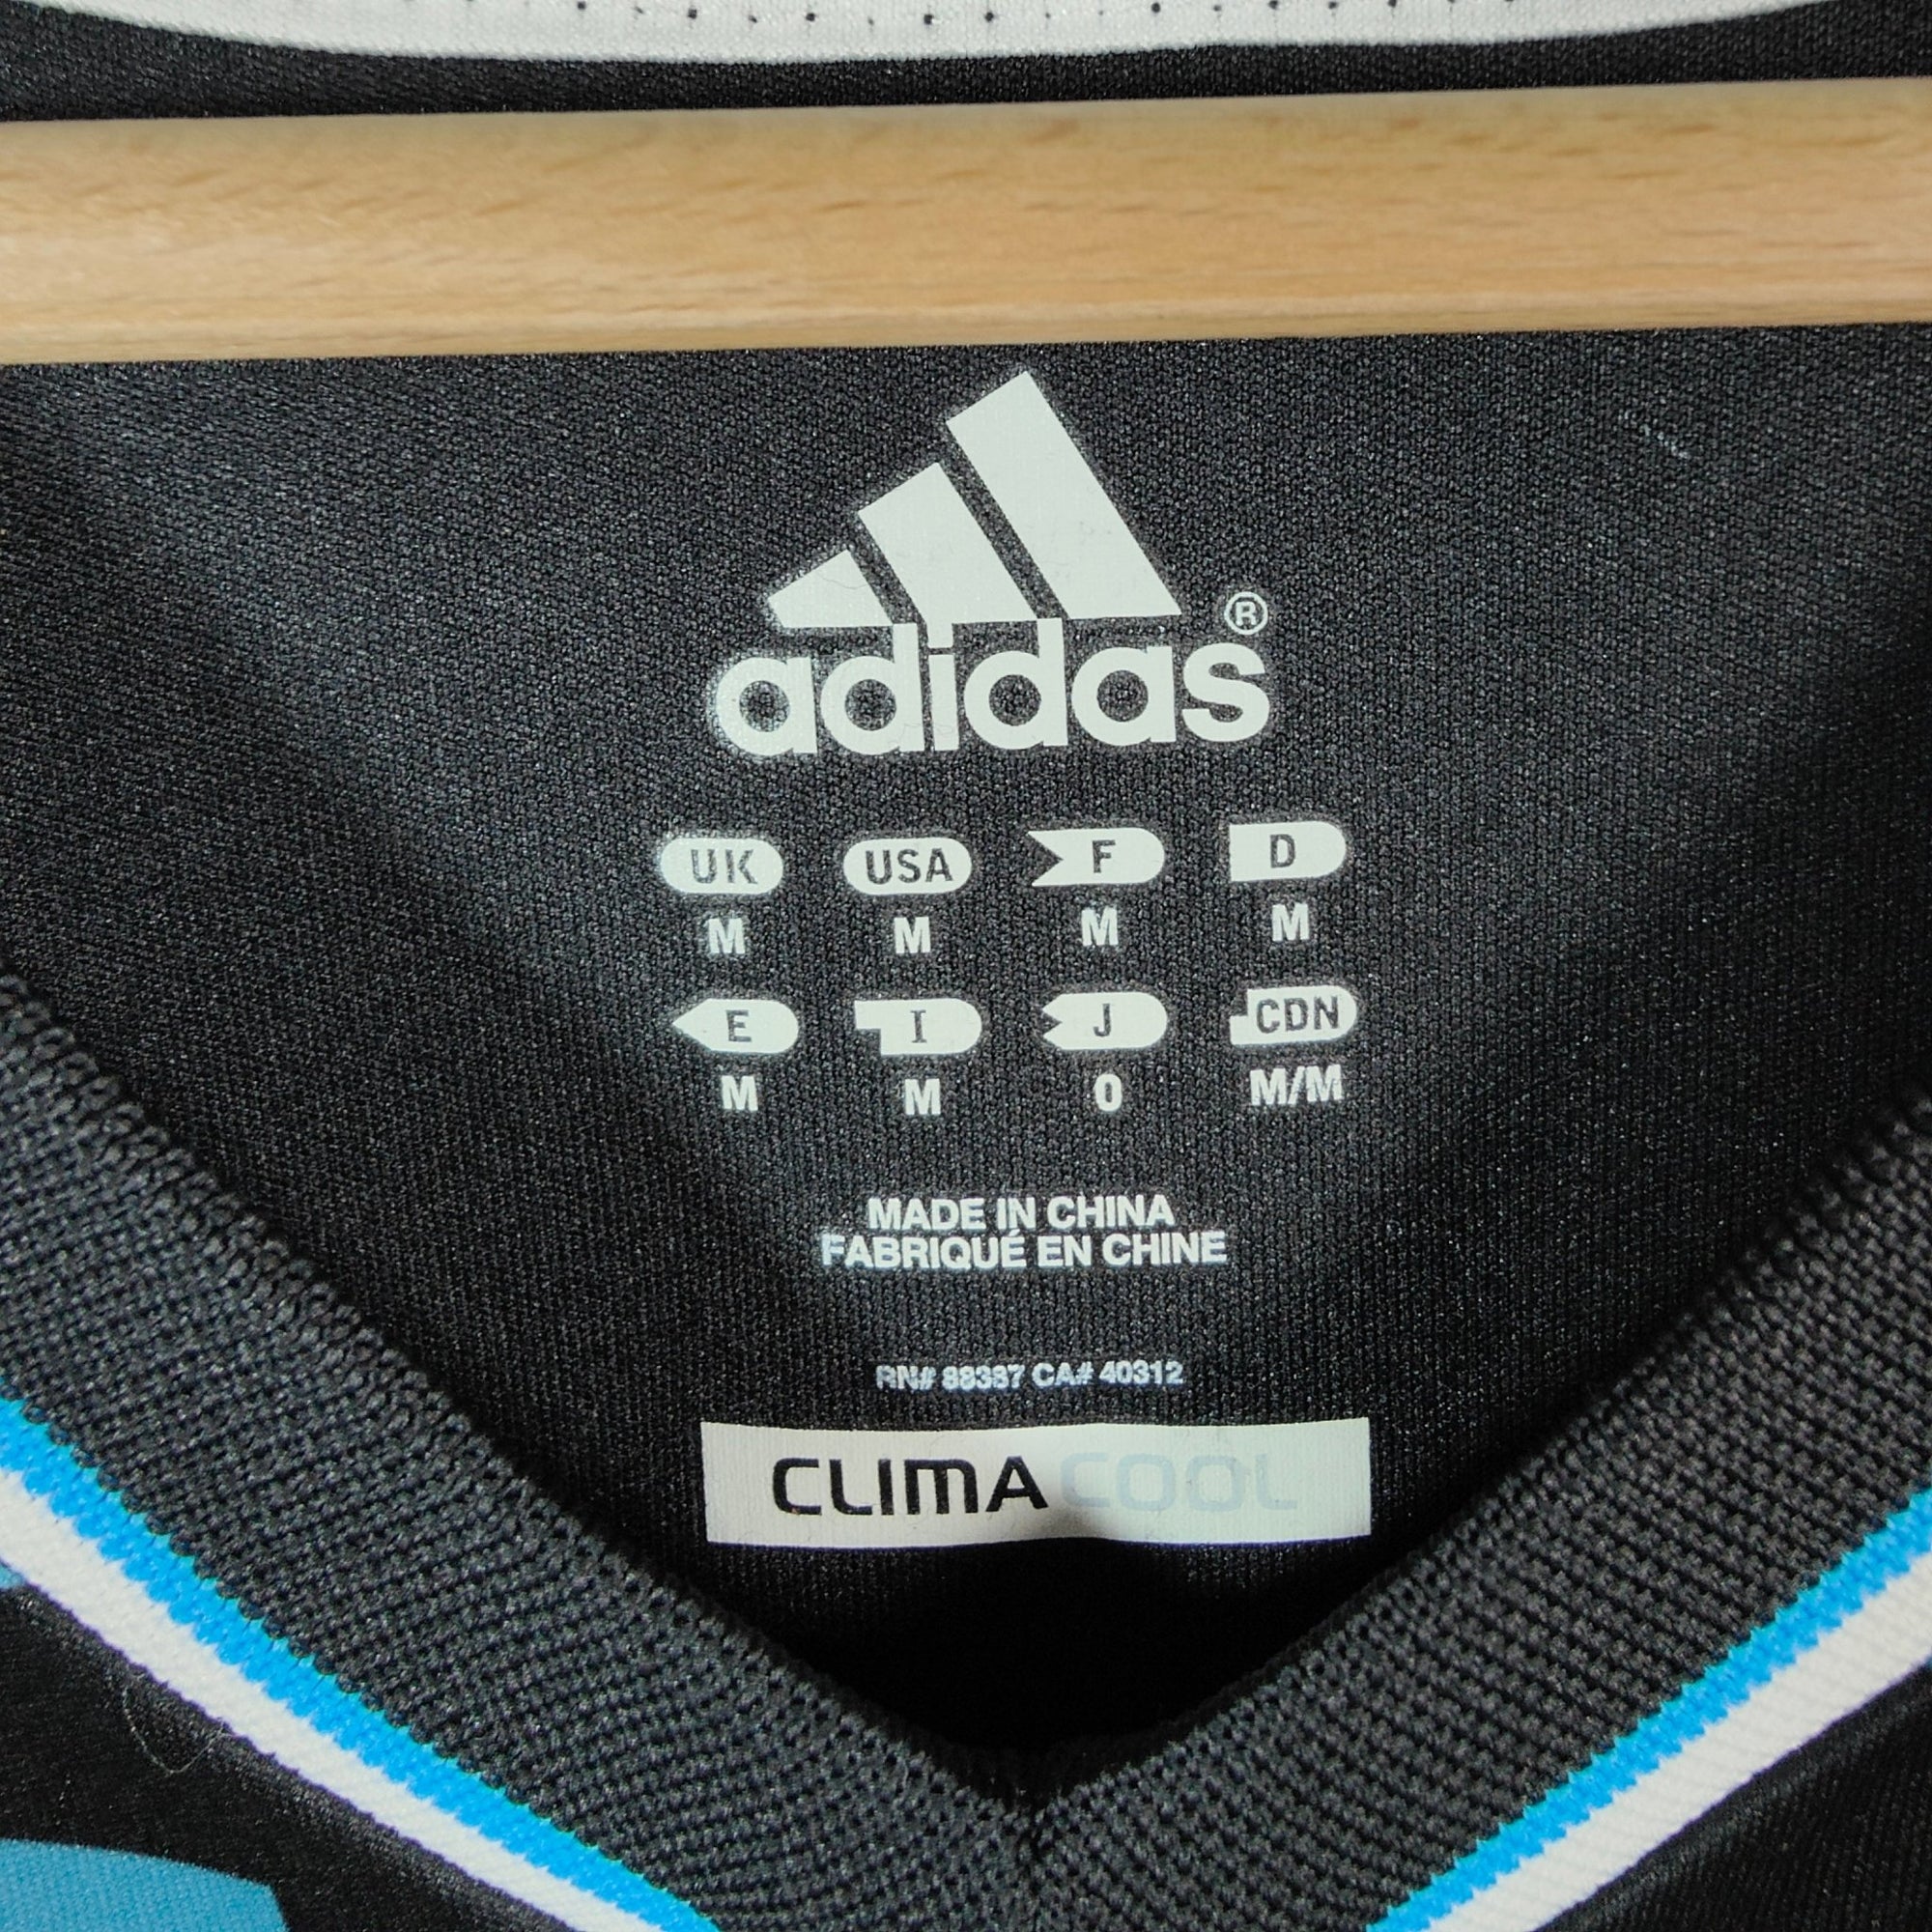 adidas®
UK USA F D
M M M M
E I J CDN
M M O M/M
MADE IN CHINA
FABRIQUÉ EN CHINE
RN# 88387 CA# 40312
CLIMACOOL